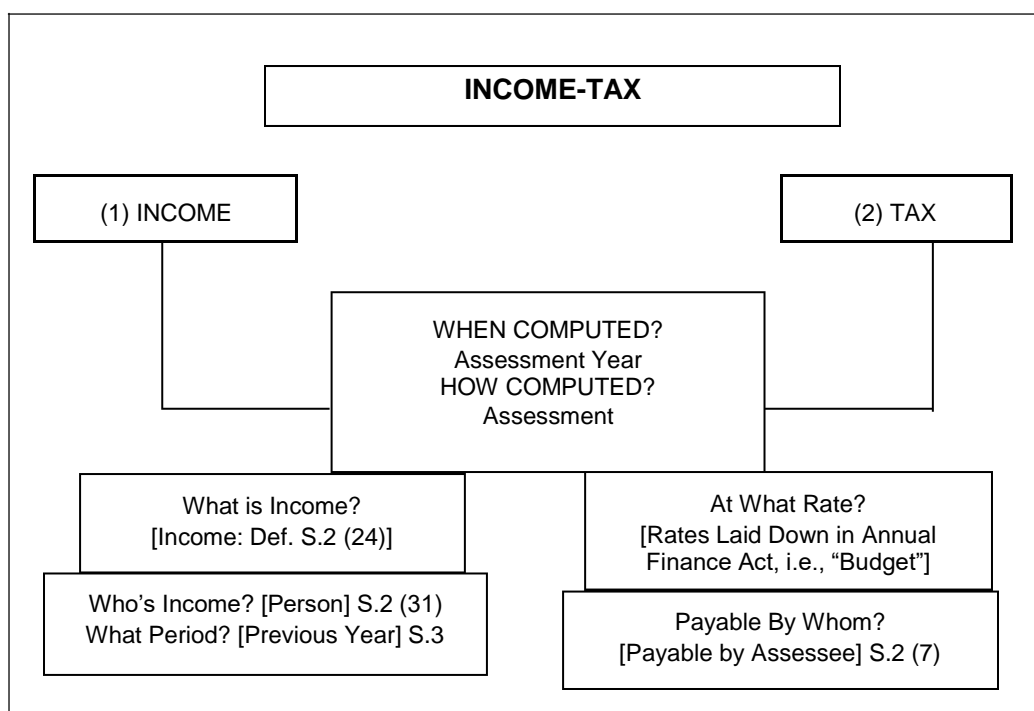 INCOME-TAX
(1) INCOME
(2) TAX
WHEN COMPUTED?
Assessment Year
HOW COMPUTED?
Assessment
What is Income?
[Income: Def. S.2 (24)]
Who’s Income? [Person] S.2 (31)
What Period? [Previous Year] S.3
At What Rate?
[Rates Laid Down in Annual
Finance Act, i.e., “Budget”]
Payable By Whom?
[Payable by Assessee] S.2 (7)